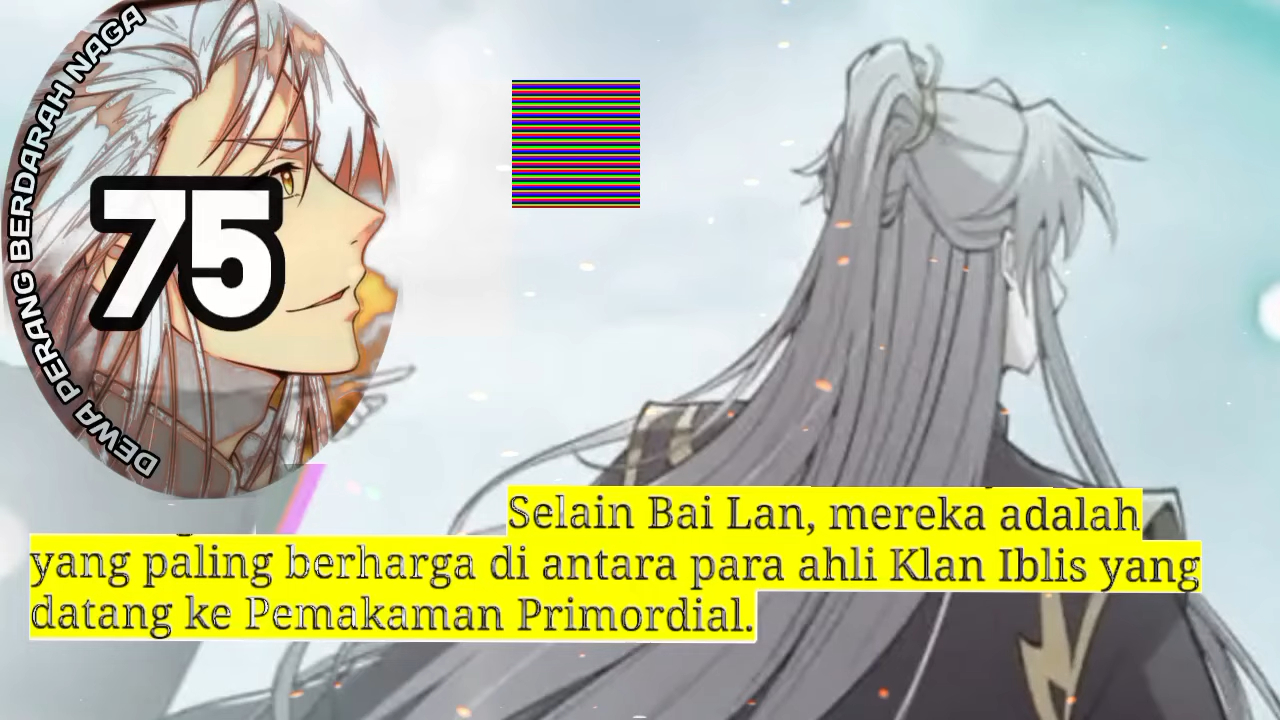 DEWA PERANG BERDARAH NAGA
75
Selain Bai Lan, mereka adalah
yang paling berharga di antara para ahli Klan Iblis yang
datang ke Pemakaman Primordial.